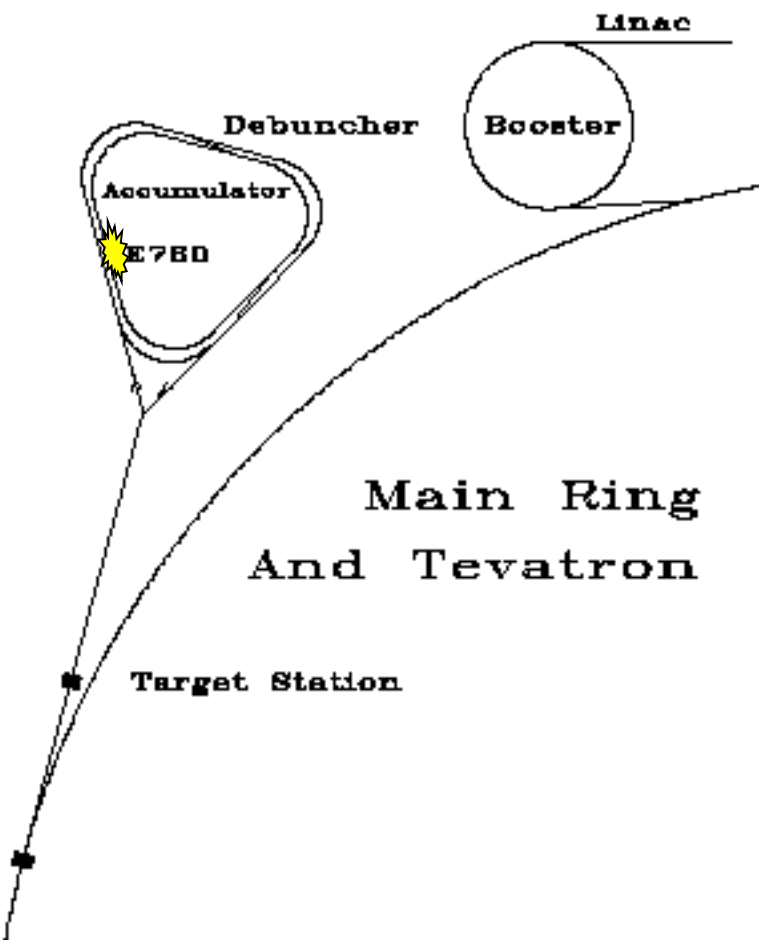 Linac
Debuncher
Booster
Accumulator
E760
Main Ring
And Tevatron
Target Station